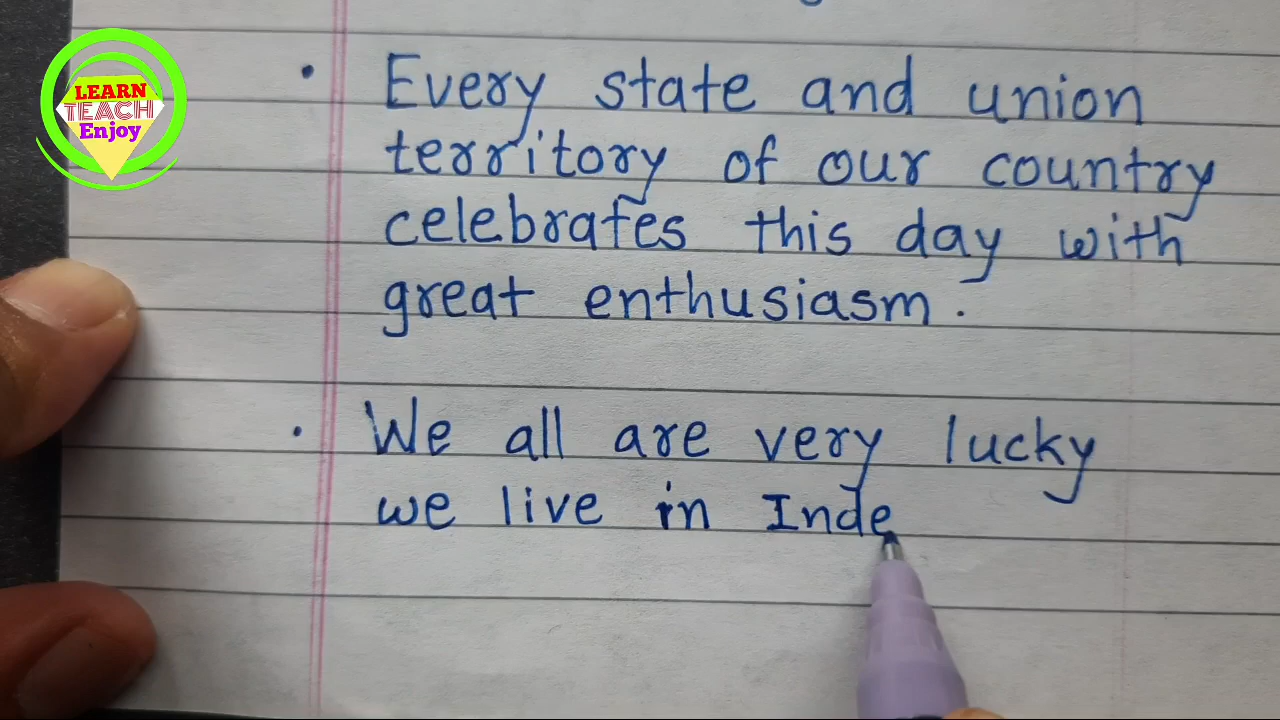 LEARN
TEACH
Enjoy
• Every state and union
territory of our country
celebrates this day with
great enthusiasm.
• We all are very lucky
we live in Inde